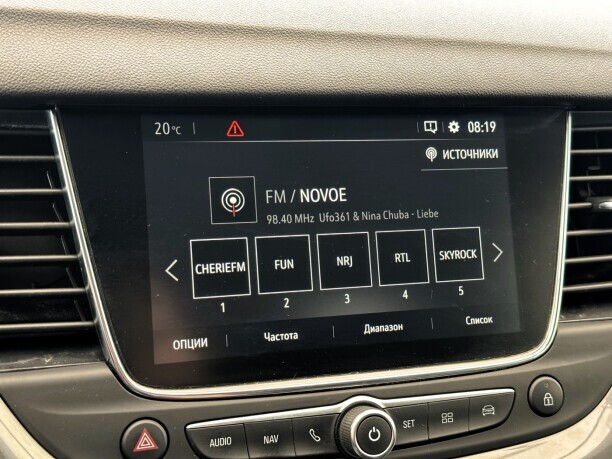 20°C
08:19
ИСТОЧНИКИ
FM / NOVOE
98.40 MHz Ufo361 & Nina Chuba - Liebe
CHERIEFM FUN NRJ RTL SKYROCK
1 2 3 4 5
ОПЦИИ Частота Диапазон Список
AUDIO NAV SET